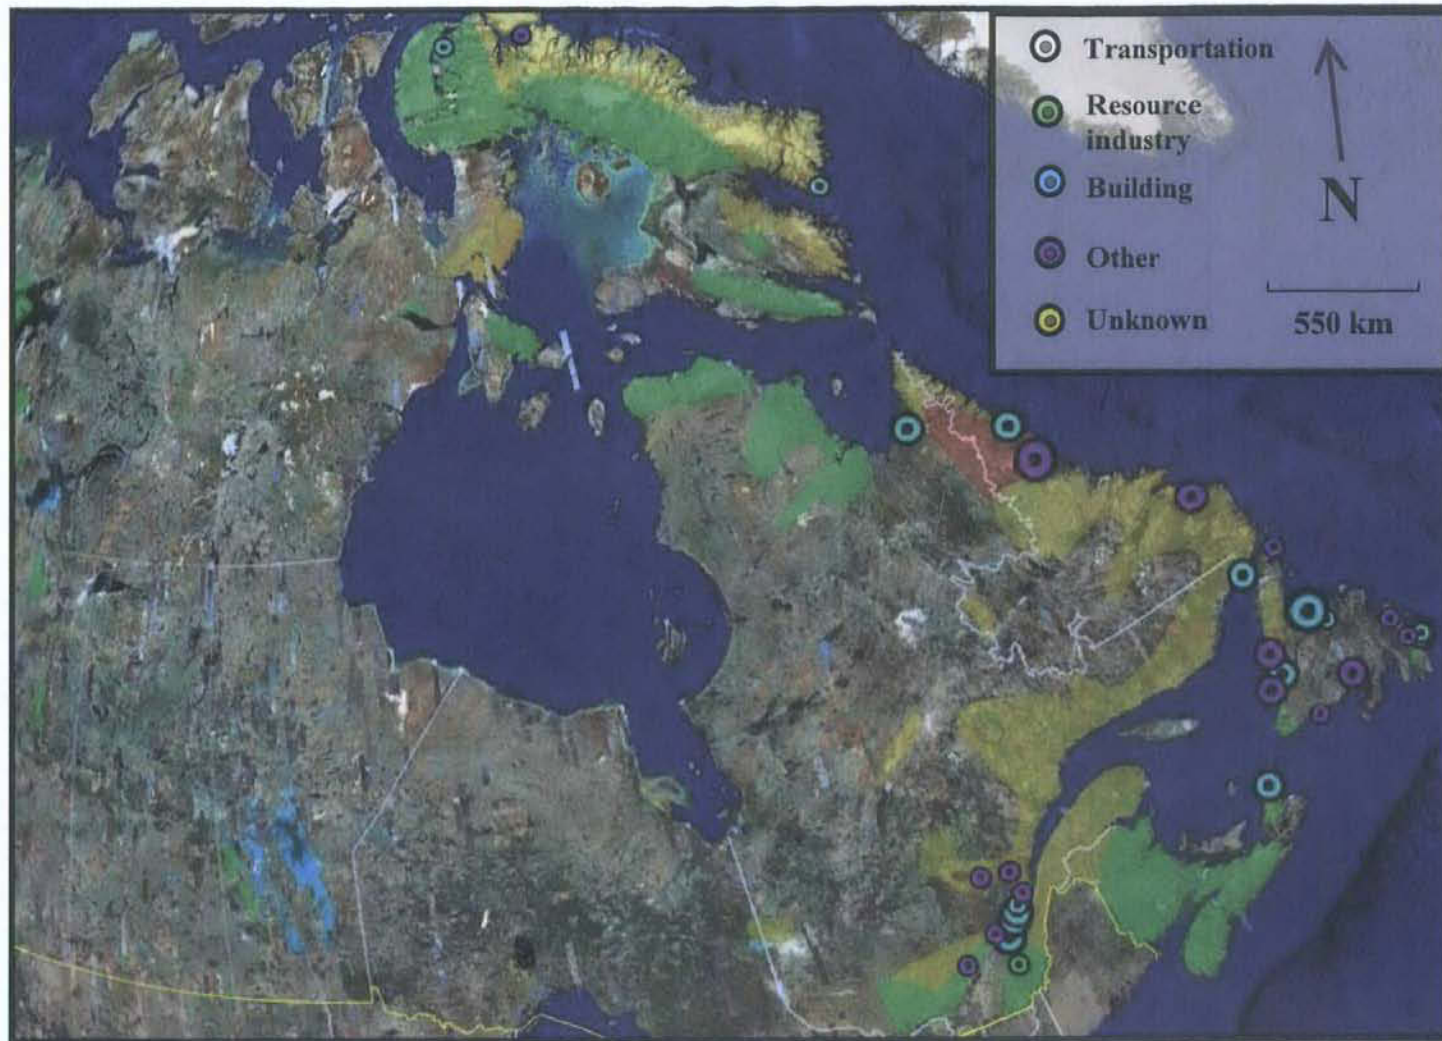 Transportation
Resource
industry
Building
Other
Unknown
N
550 km